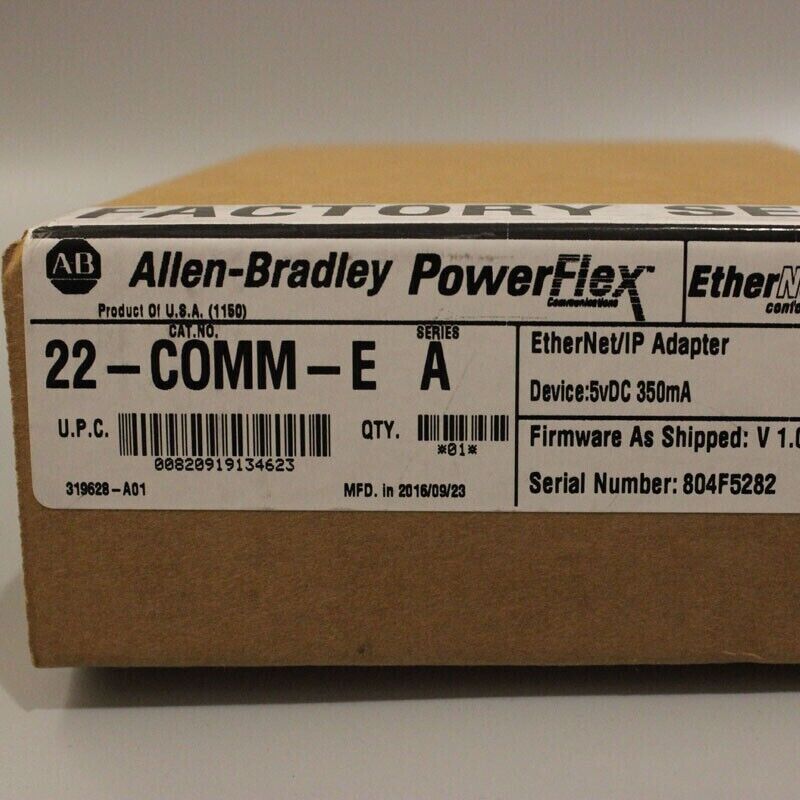 FACTORY SE
AB Allen-Bradley PowerFlex™
Communications
EtherN
confo
Product Of U.S.A. (1150)
CAT.NO. SERIES
22-COMM-E A
U.P.C. QTY.
00820919134623 *01*
319628-A01 MFD. in 2016/09/23
EtherNet/IP Adapter
Device:5vDC 350mA
Firmware As Shipped: V 1.0
Serial Number: 804F5282